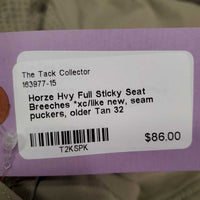 The Tack Collector
163977-15
Horze Hvy Full Sticky Seat
Breeches *xc/like new, seam
puckers, older Tan 32
$86.00
T2KSPK